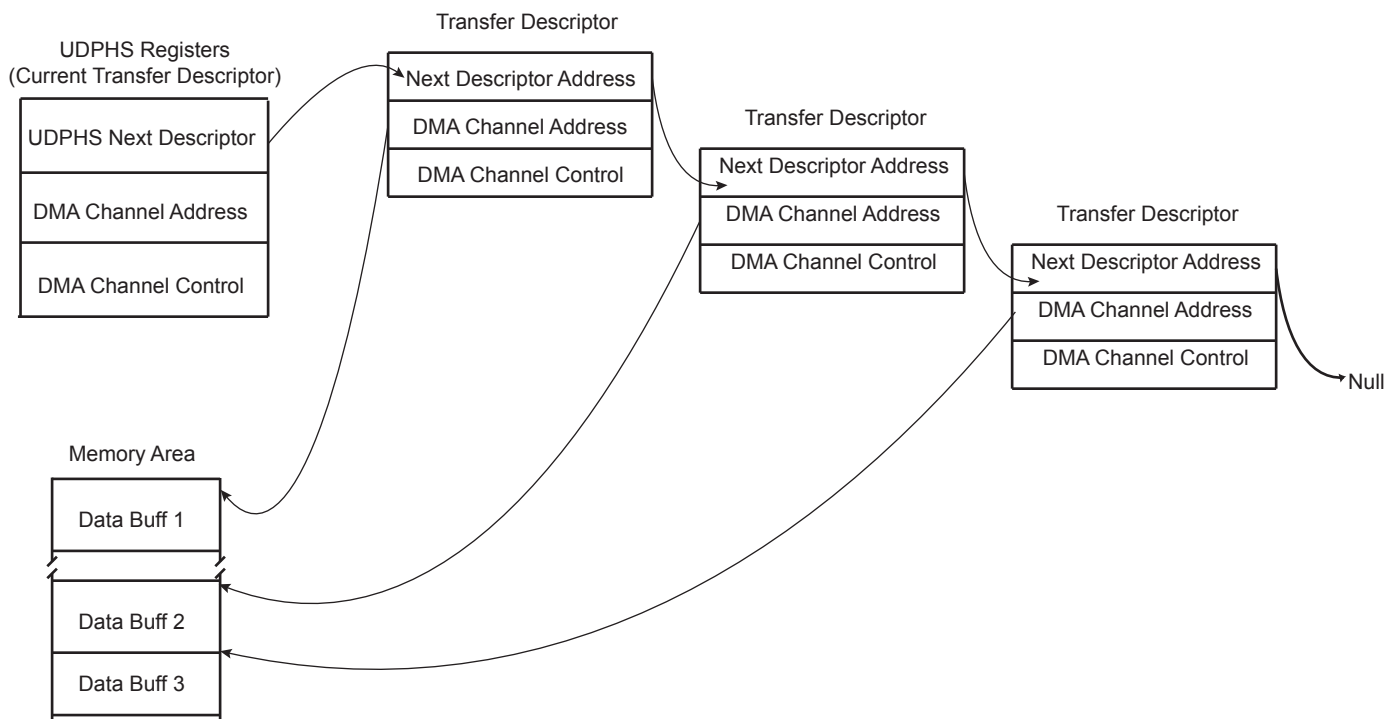 UDPHS Registers
(Current Transfer Descriptor)
UDPHS Next Descriptor
DMA Channel Address
DMA Channel Control
Transfer Descriptor
Next Descriptor Address
DMA Channel Address
DMA Channel Control
Transfer Descriptor
Next Descriptor Address
DMA Channel Address
DMA Channel Control
Transfer Descriptor
Next Descriptor Address
DMA Channel Address
DMA Channel Control
Null
Memory Area
Data Buff 1
Data Buff 2
Data Buff 3